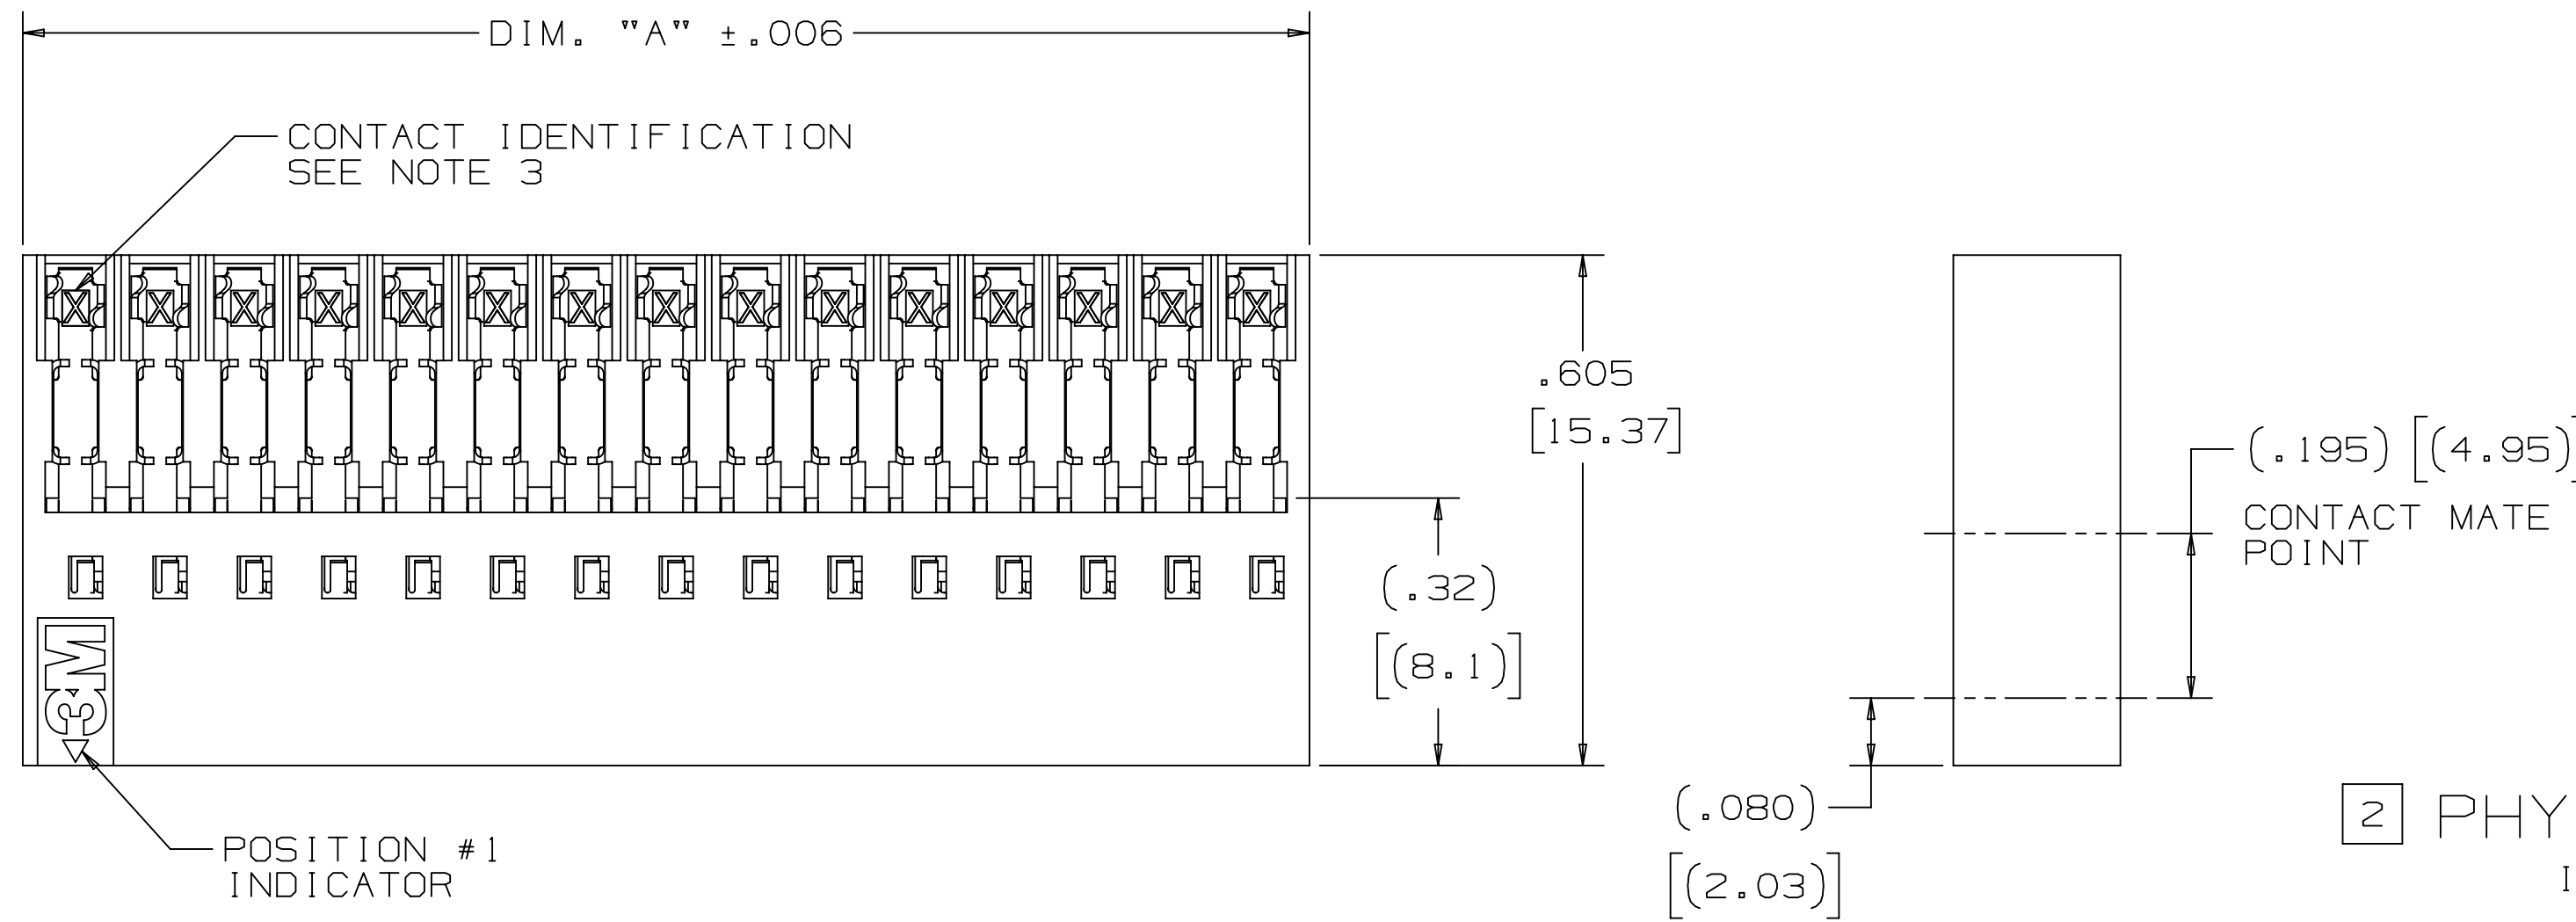 DIM. "A" ±.006
CONTACT IDENTIFICATION
SEE NOTE 3
X X X X X X X X X X X X X X X
.605
[15.37]
(.195) [(4.95)]
CONTACT MATE
POINT
(.32)
[(8.1)]
3M
(.080)
[(2.03)]
2 PHY
I
POSITION #1
INDICATOR